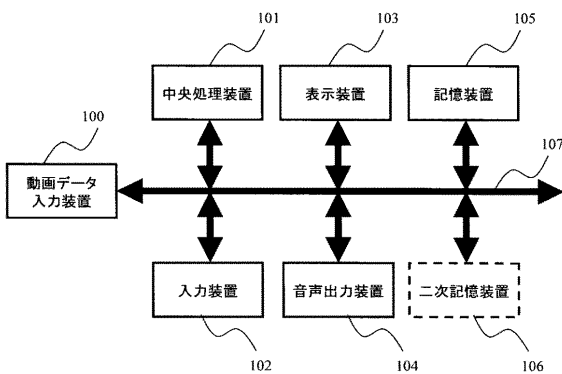 101
103
105
中央処理装置
表示装置
記憶装置
100
107
動画データ
入力装置
入力装置
音声出力装置
二次記憶装置
102
104
106